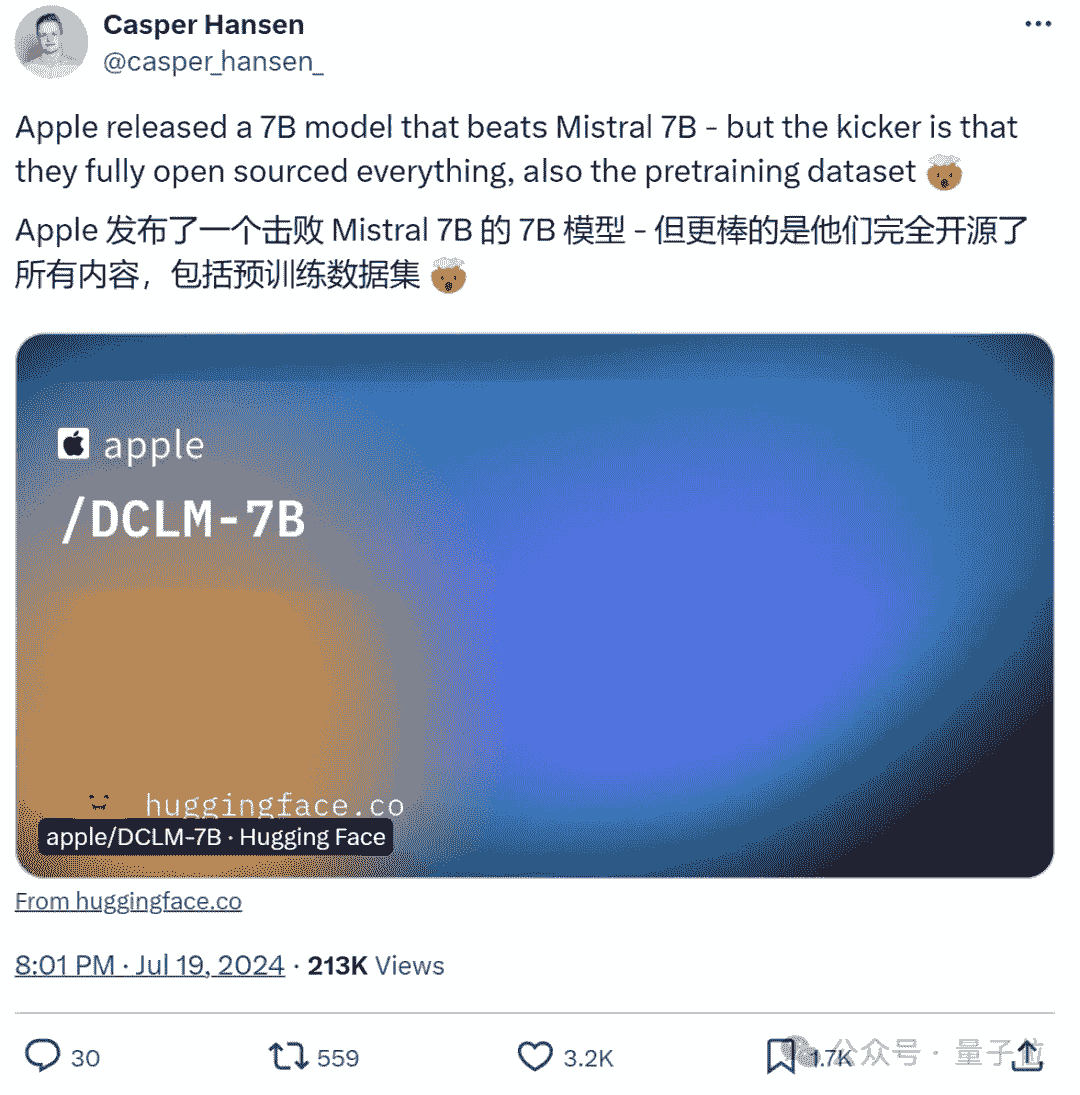 Casper Hansen
@casper_hansen_
Apple released a 7B model that beats Mistral 7B - but the kicker is that
they fully open sourced everything, also the pretraining dataset 🤯
Apple 发布了一个击败 Mistral 7B 的 7B 模型 - 但更棒的是他们完全开源了
所有内容，包括预训练数据集 🤯
apple
/DCLM-7B
huggingface.co
apple/DCLM-7B · Hugging Face
From huggingface.co
8:01 PM · Jul 19, 2024 · 213K Views
30 559 3.2K 1.7K
公众号 · 量子位